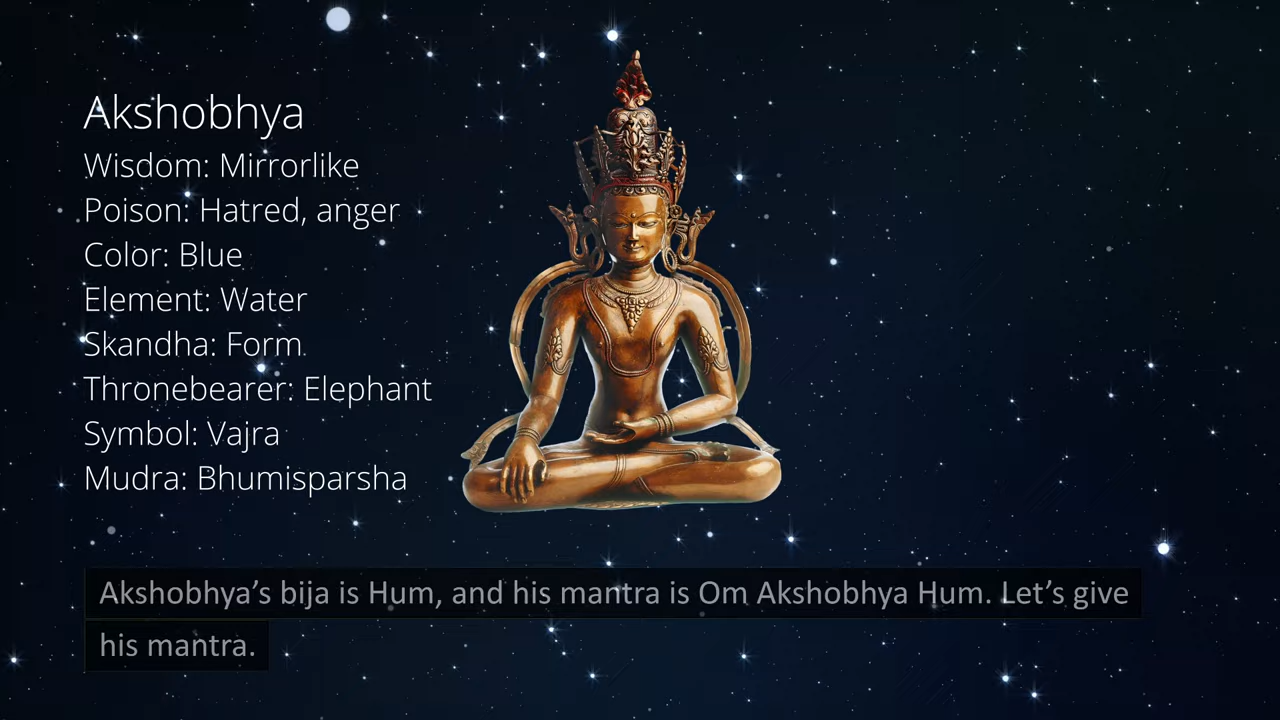 Akshobhya
Wisdom: Mirrorlike
Poison: Hatred, anger
Color: Blue
Element: Water
Skandha: Form
Thronebearer: Elephant
Symbol: Vajra
Mudra: Bhumisparsha
Akshobhya’s bija is Hum, and his mantra is Om Akshobhya Hum. Let’s give
his mantra.